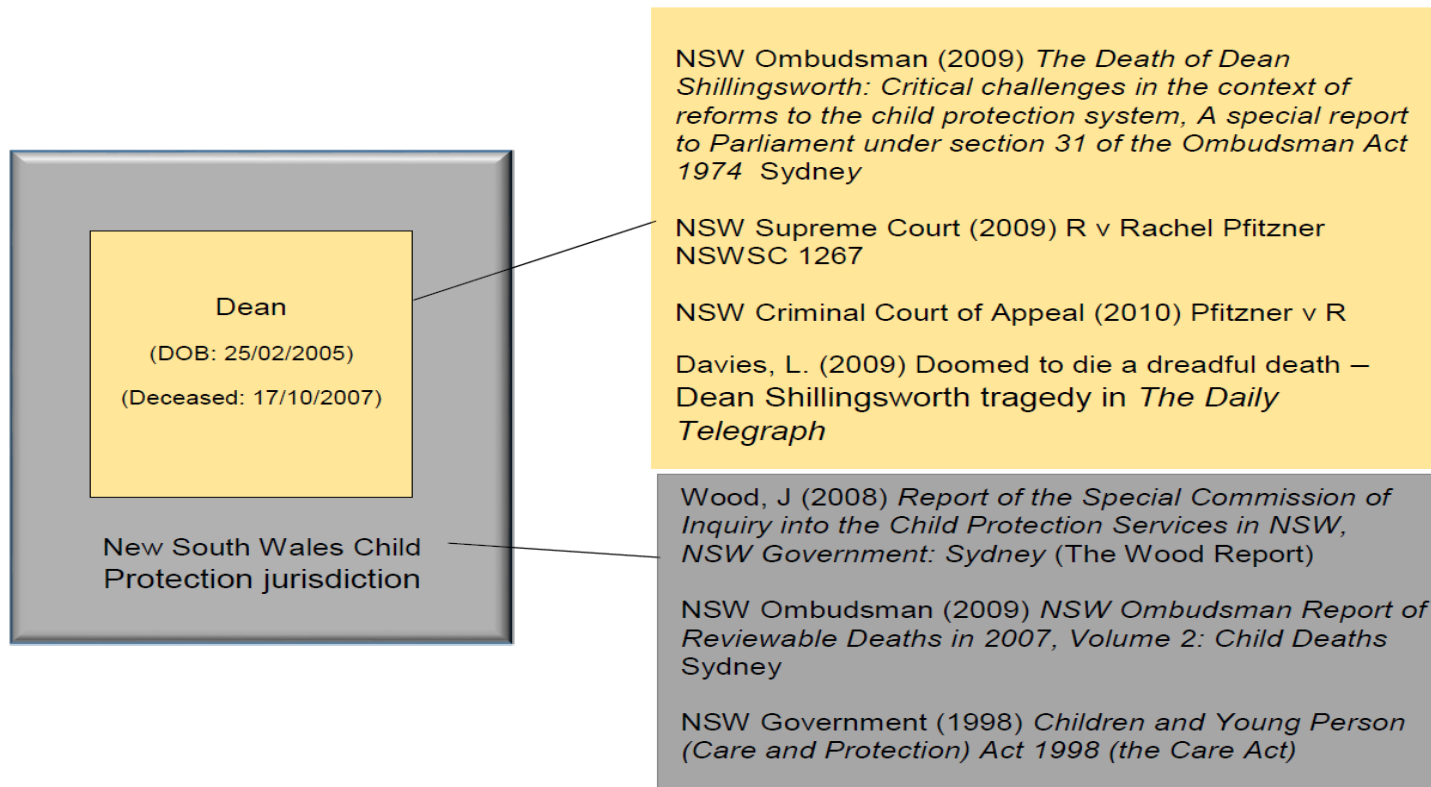 Dean
(DOB: 25/02/2005)
(Deceased: 17/10/2007)
New South Wales Child
Protection jurisdiction
NSW Ombudsman (2009) The Death of Dean
Shillingsworth: Critical challenges in the context of
reforms to the child protection system, A special report
to Parliament under section 31 of the Ombudsman Act
1974 Sydney
NSW Supreme Court (2009) R v Rachel Pfitzner
NSWSC 1267
NSW Criminal Court of Appeal (2010) Pfitzner v R
Davies, L. (2009) Doomed to die a dreadful death –
Dean Shillingsworth tragedy in The Daily
Telegraph
Wood, J (2008) Report of the Special Commission of
Inquiry into the Child Protection Services in NSW,
NSW Government: Sydney (The Wood Report)
NSW Ombudsman (2009) NSW Ombudsman Report of
Reviewable Deaths in 2007, Volume 2: Child Deaths
Sydney
NSW Government (1998) Children and Young Person
(Care and Protection) Act 1998 (the Care Act)